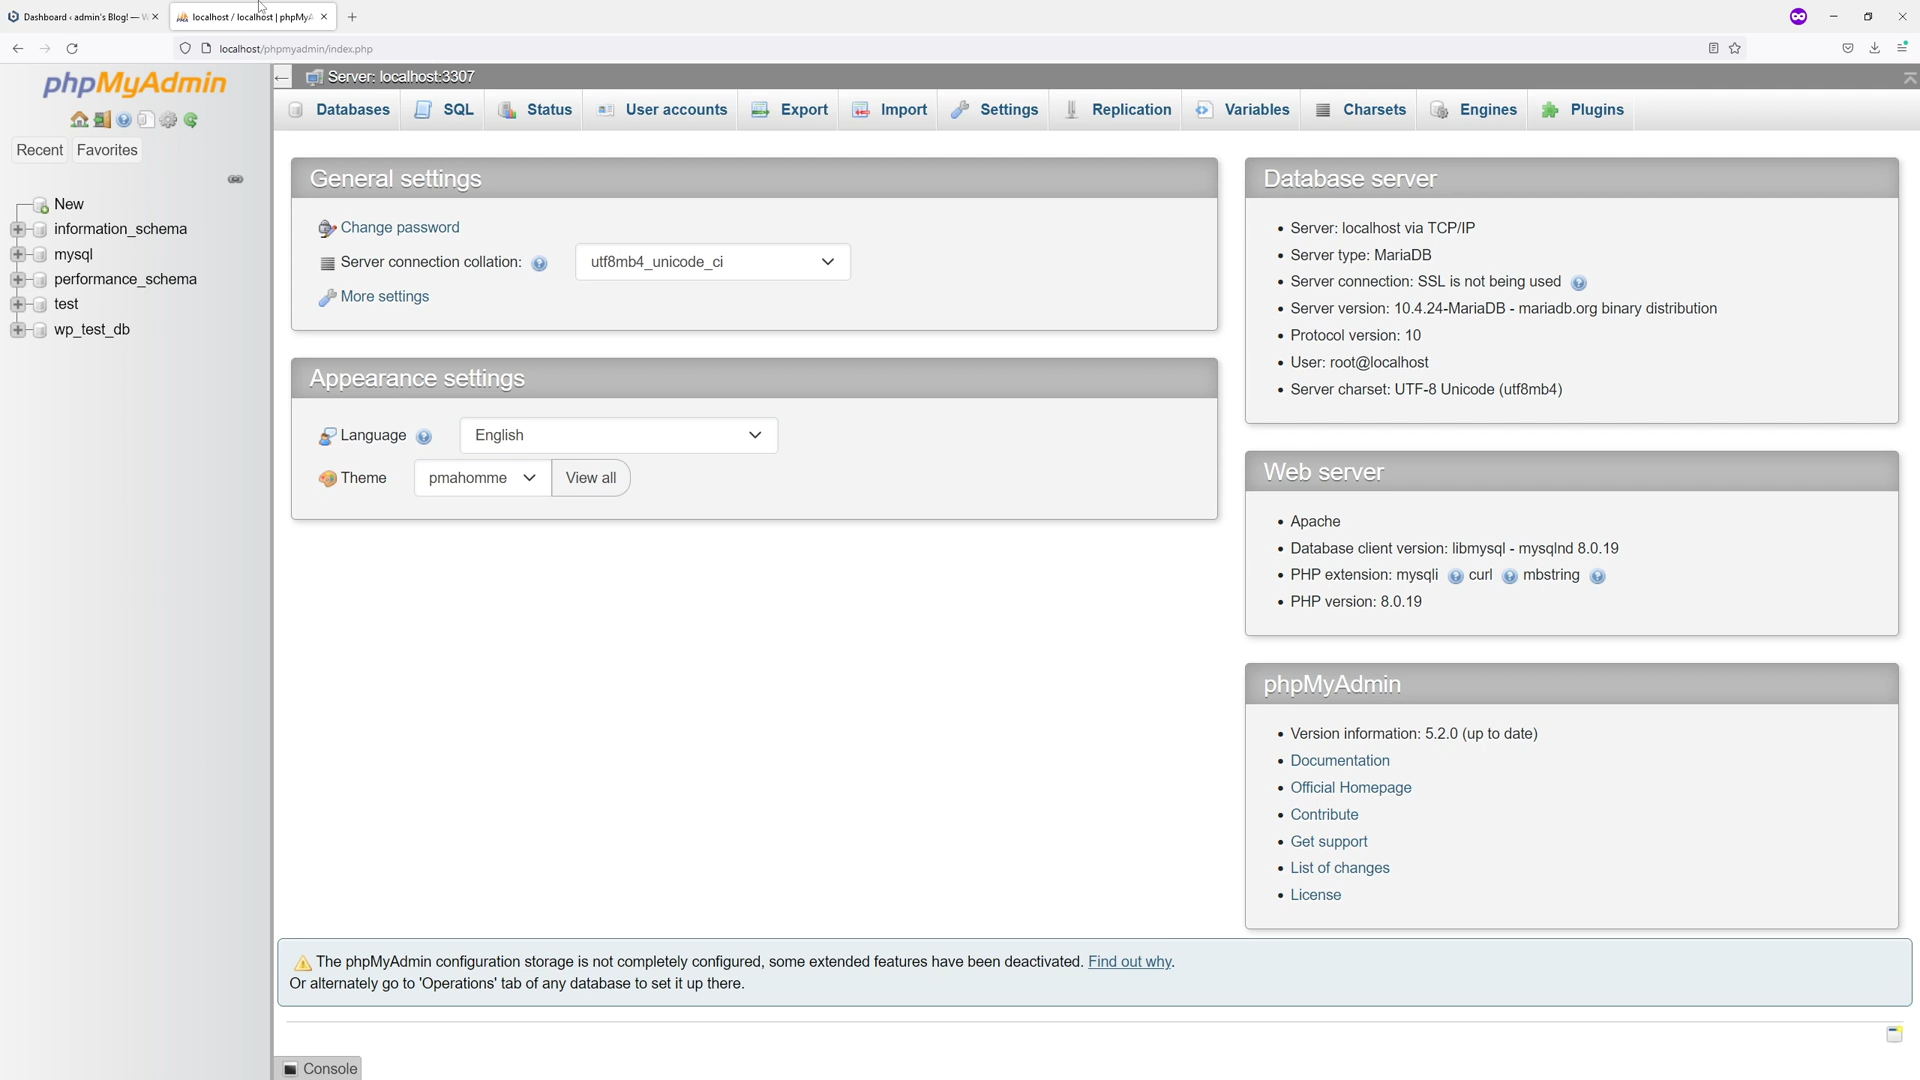 Dashboard ‹ admin's Blog! — W
localhost / localhost | phpMyA
localhost/phpmyadmin/index.php
phpMyAdmin
Server: localhost:3307
Databases
SQL
Status
User accounts
Export
Import
Settings
Replication
Variables
Charsets
Engines
Plugins
Recent
Favorites
New
information_schema
mysql
performance_schema
test
wp_test_db
General settings
Change password
Server connection collation:
utf8mb4_unicode_ci
More settings
Appearance settings
Language
English
Theme
pmahomme
View all
Database server
Server: localhost via TCP/IP
Server type: MariaDB
Server connection: SSL is not being used
Server version: 10.4.24-MariaDB - mariadb.org binary distribution
Protocol version: 10
User: root@localhost
Server charset: UTF-8 Unicode (utf8mb4)
Web server
Apache
Database client version: libmysql - mysqlnd 8.0.19
PHP extension: mysqli curl mbstring
PHP version: 8.0.19
phpMyAdmin
Version information: 5.2.0 (up to date)
Documentation
Official Homepage
Contribute
Get support
List of changes
License
The phpMyAdmin configuration storage is not completely configured, some extended features have been deactivated. Find out why.
Or alternately go to 'Operations' tab of any database to set it up there.
Console